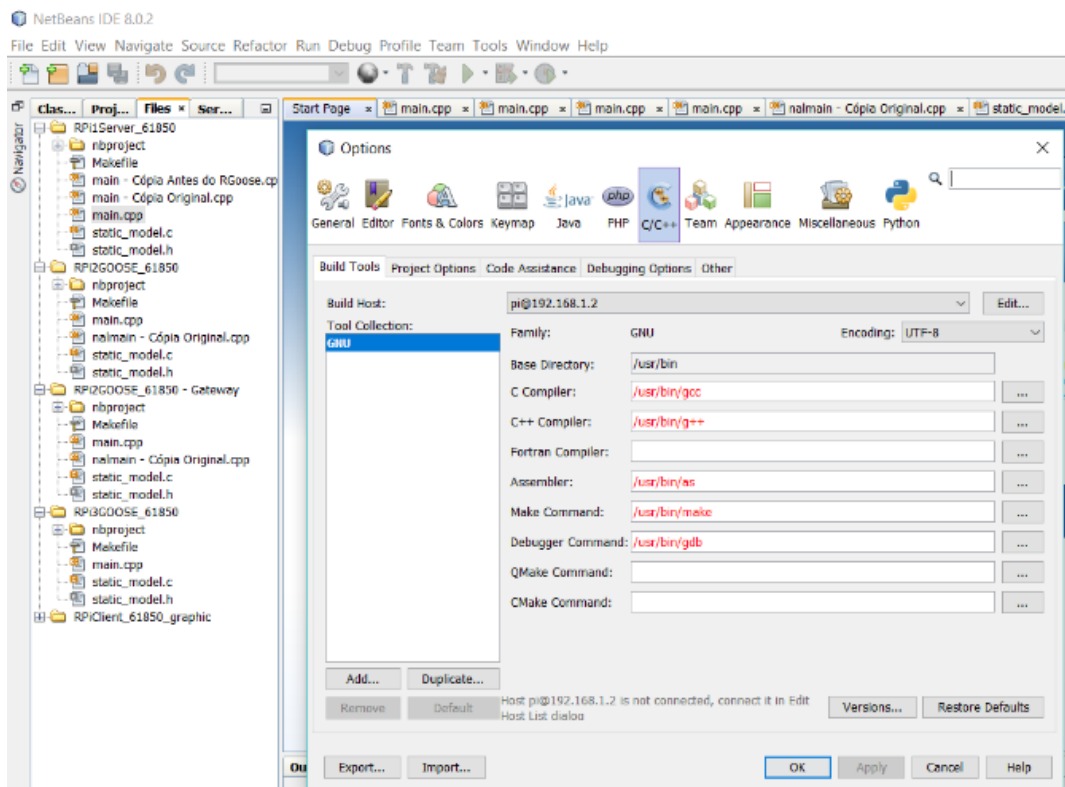 NetBeans IDE 8.0.2
File Edit View Navigate Source Refactor Run Debug Profile Team Tools Window Help
Clas... Proj... Files Ser...
Start Page main.cpp main.cpp main.cpp main.cpp nalmain - Cópia Original.cpp static_model.
Navigator
RPi1Server_61850
nbproject
Makefile
main - Cópia Antes do RGoose.cp
main - Cópia Original.cpp
main.cpp
static_model.c
static_model.h
RPi2GOOSE_61850
nbproject
Makefile
main.cpp
nalmain - Cópia Original.cpp
static_model.c
static_model.h
RPi2GOOSE_61850 - Gateway
nbproject
Makefile
main.cpp
nalmain - Cópia Original.cpp
static_model.c
static_model.h
RPi3GOOSE_61850
nbproject
Makefile
main.cpp
static_model.c
static_model.h
RPiClient_61850_graphic
Options
Java php
General Editor Fonts & Colors Keymap Java PHP C/C++ Team Appearance Miscellaneous Python
Build Tools Project Options Code Assistance Debugging Options Other
Build Host: pi@192.168.1.2 Edit...
Tool Collection:
GNU
Family: GNU Encoding: UTF-8
Base Directory: /usr/bin
C Compiler: /usr/bin/gcc ...
C++ Compiler: /usr/bin/g++ ...
Fortran Compiler: ...
Assembler: /usr/bin/as ...
Make Command: /usr/bin/make ...
Debugger Command: /usr/bin/gdb ...
QMake Command: ...
CMake Command: ...
Add... Duplicate...
Remove Default
Host pi@192.168.1.2 is not connected, connect it in Edit
Host List dialog
Versions... Restore Defaults
Ou
Export... Import... OK Apply Cancel Help